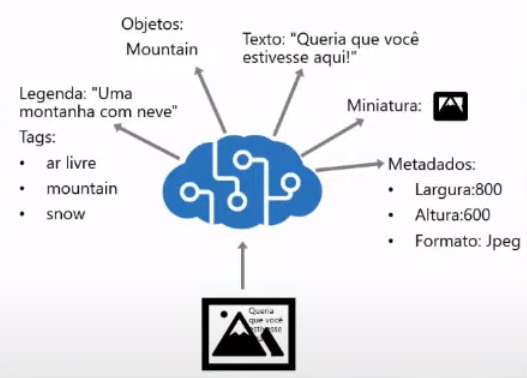 Objetos:
Mountain
Texto: "Queria que você
estivesse aqui!"
Legenda: "Uma
montanha com neve"
Tags:
• ar livre
• mountain
• snow
Miniatura:
Metadados:
• Largura:800
• Altura:600
• Formato: Jpeg
Queria
que você
estivesse